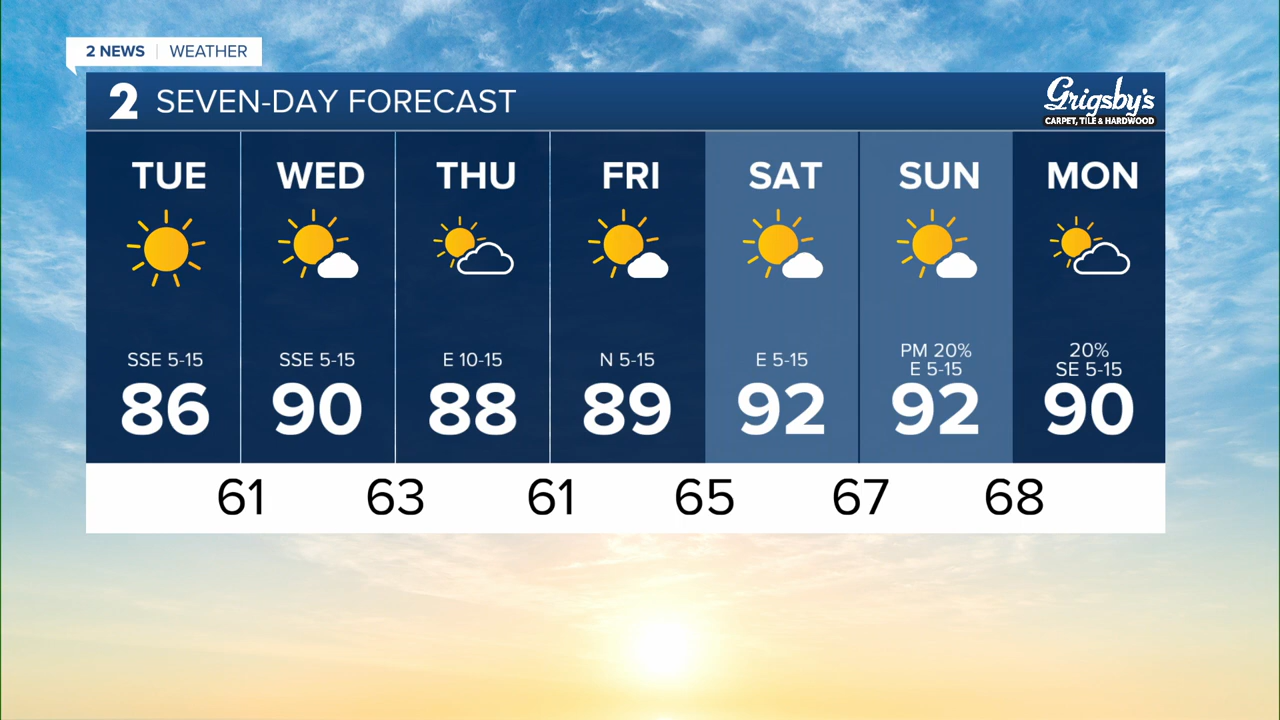 2 NEWS | WEATHER
2 SEVEN-DAY FORECAST
Grigsby's
CARPET, TILE & HARDWOOD
TUE WED THU FRI SAT SUN MON
PM 20% 20%
SSE 5-15 SSE 5-15 E 10-15 N 5-15 E 5-15 E 5-15 SE 5-15
86 90 88 89 92 92 90
61 63 61 65 67 68